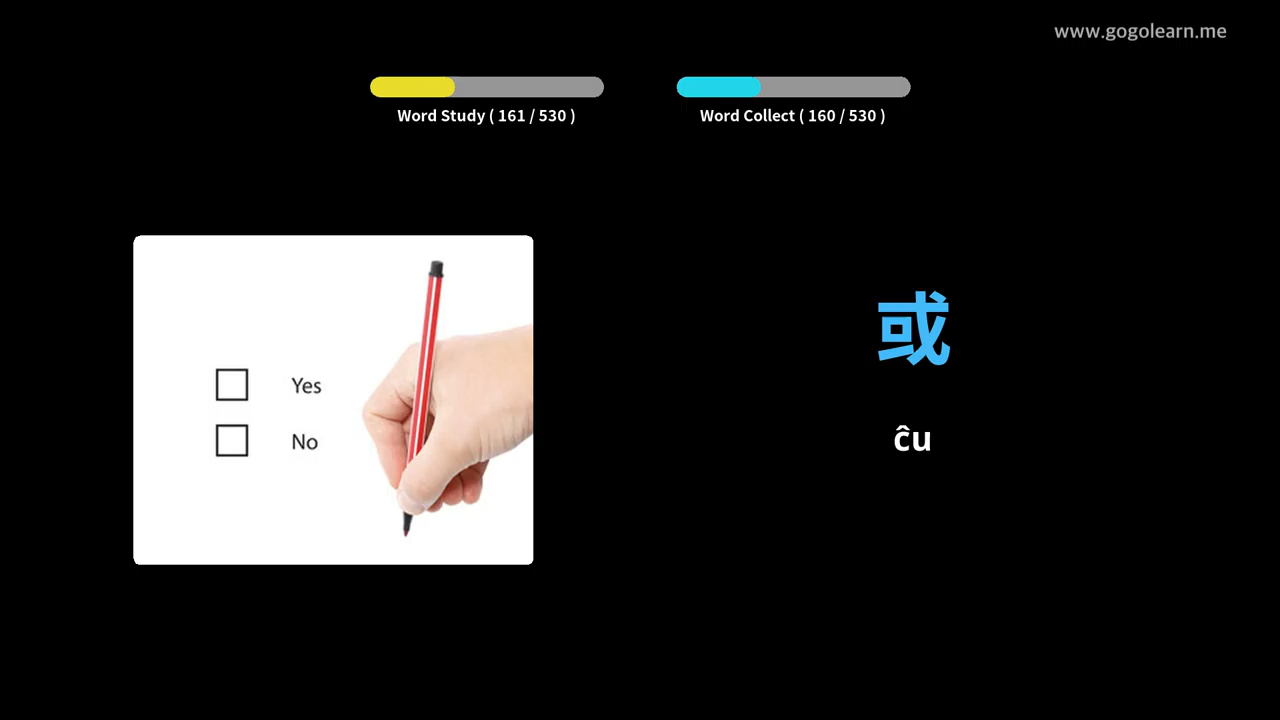 www.gogolearn.me
Word Study ( 161 / 530 )
Word Collect ( 160 / 530 )
Yes
No
或
ĉu